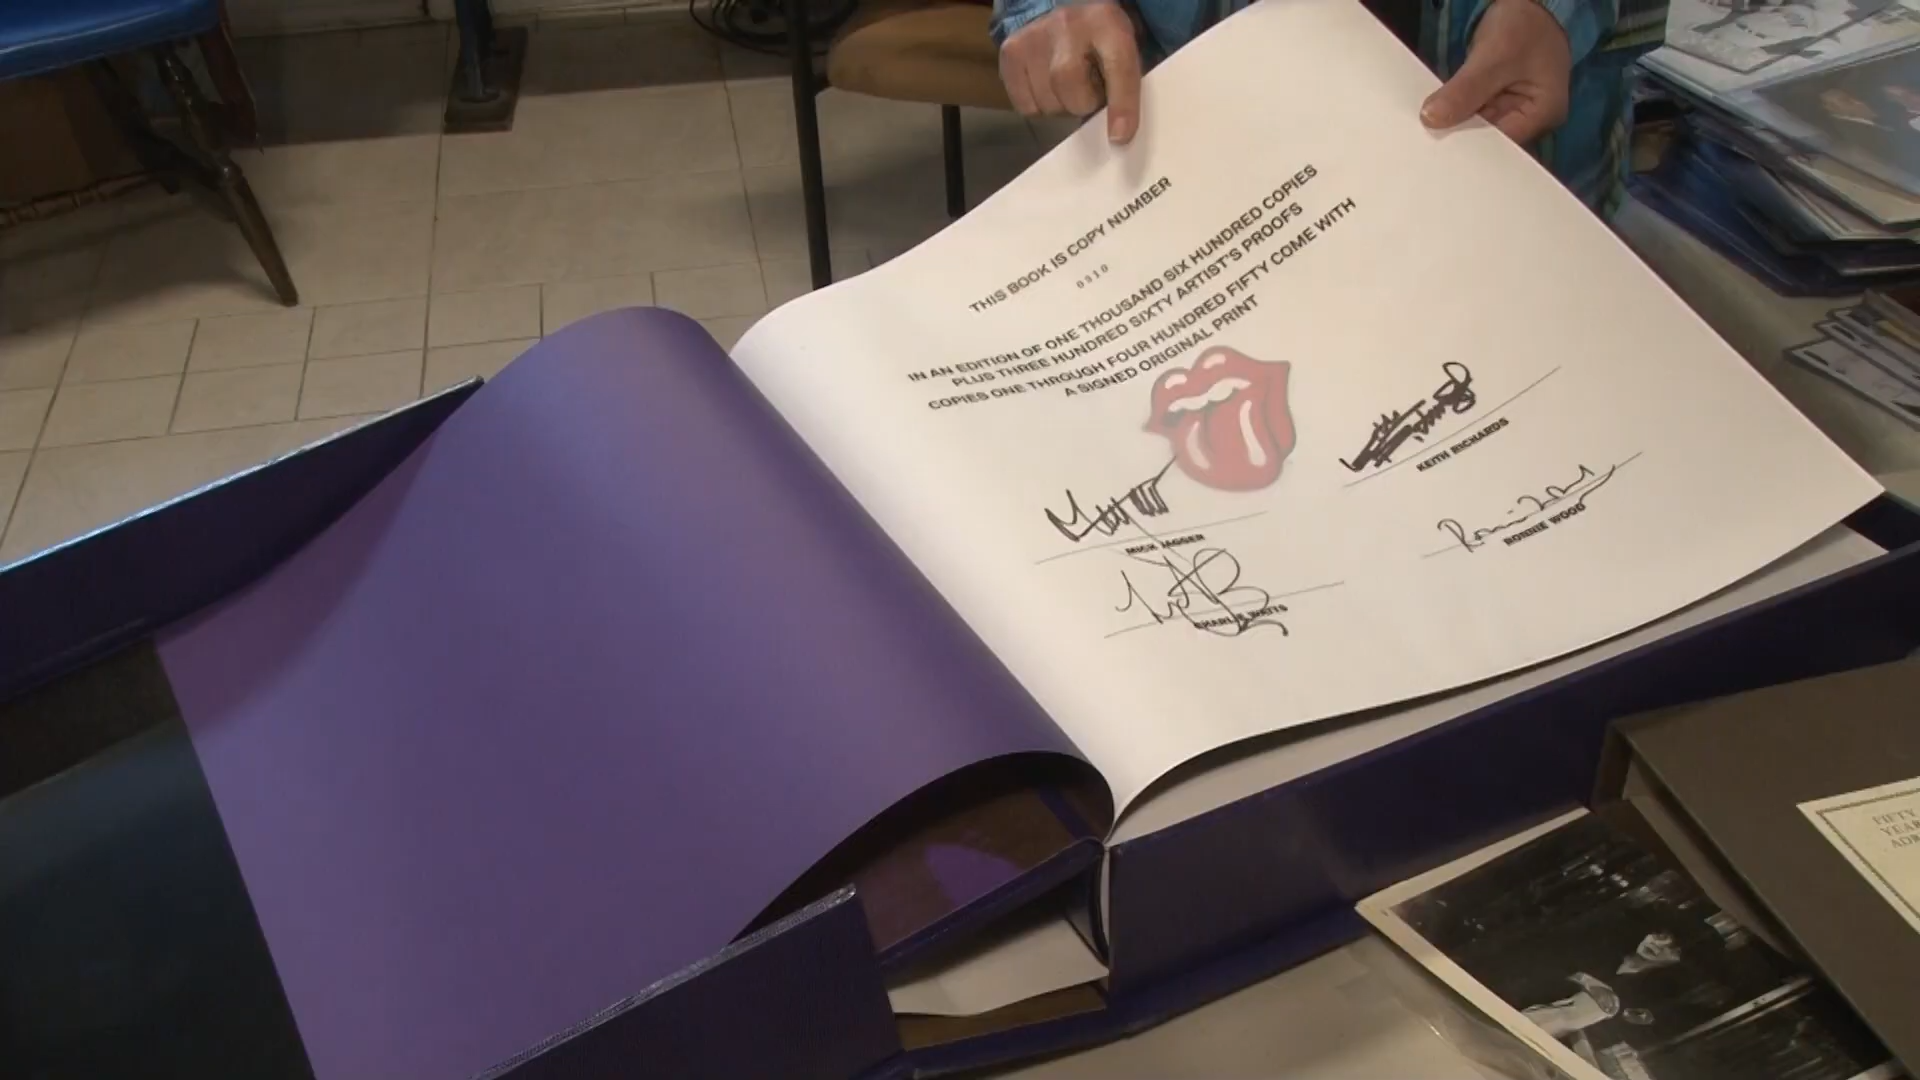 THIS BOOK IS COPY NUMBER
0310
IN AN EDITION OF ONE THOUSAND SIX HUNDRED COPIES
PLUS THREE HUNDRED SIXTY ARTIST'S PROOFS
COPIES ONE THROUGH FOUR HUNDRED FIFTY COME WITH
A SIGNED ORIGINAL PRINT
MICK JAGGER
KEITH RICHARDS
CHARLIE WATTS
RONNIE WOOD
FIFTY